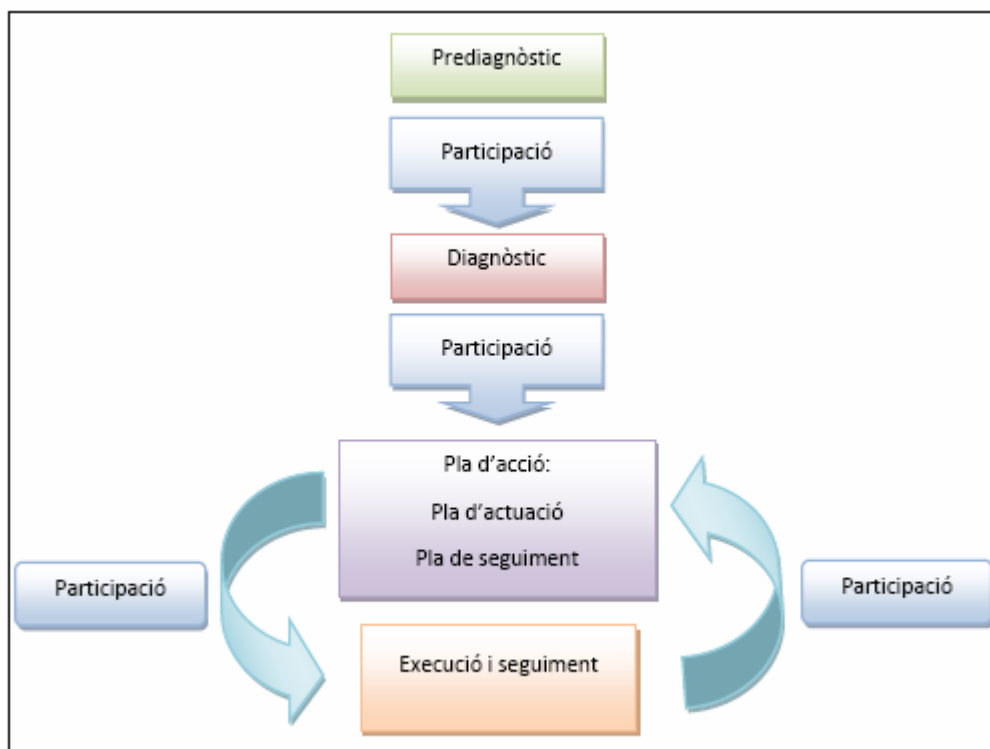 Prediagnòstic
Participació
Diagnòstic
Participació
Pla d’acció:
Pla d’actuació
Pla de seguiment
Participació
Participació
Execució i seguiment